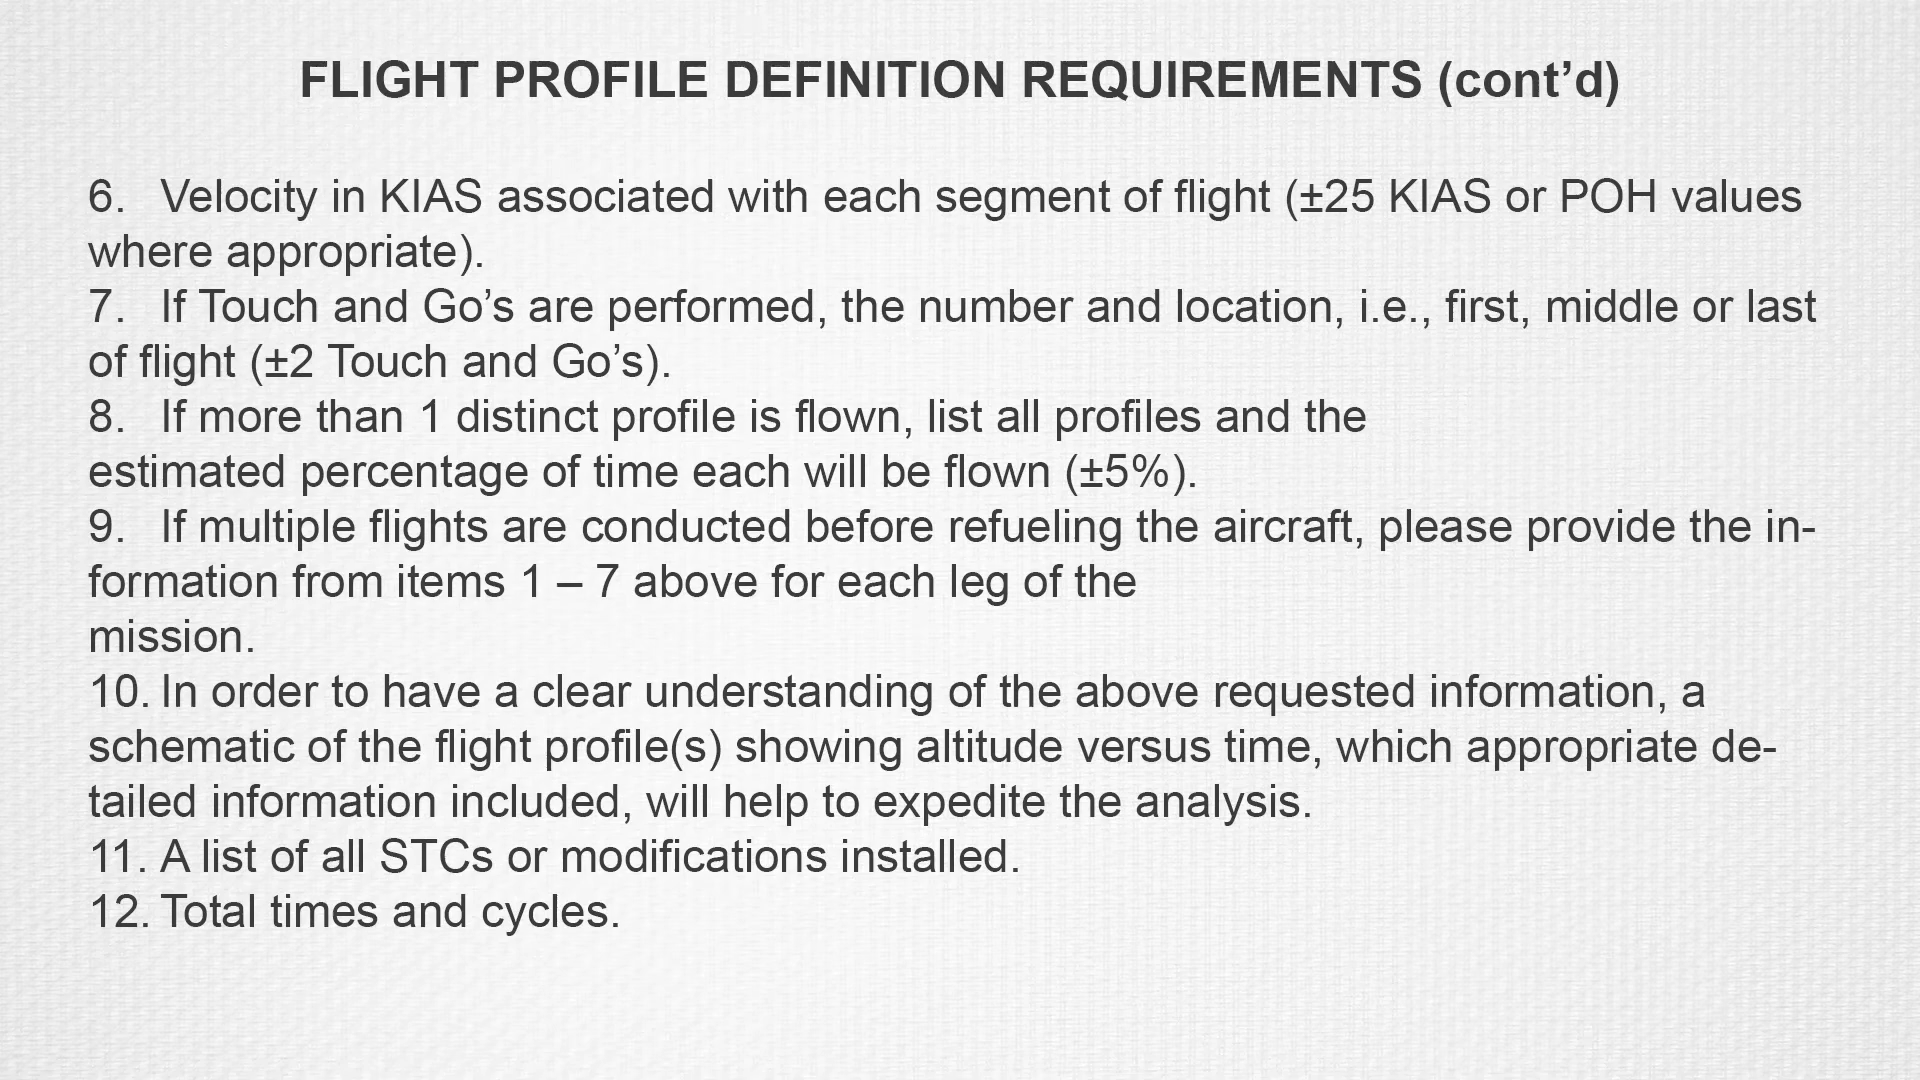 FLIGHT PROFILE DEFINITION REQUIREMENTS (cont’d)
6. Velocity in KIAS associated with each segment of flight (±25 KIAS or POH values
where appropriate).
7. If Touch and Go’s are performed, the number and location, i.e., first, middle or last
of flight (±2 Touch and Go’s).
8. If more than 1 distinct profile is flown, list all profiles and the
estimated percentage of time each will be flown (±5%).
9. If multiple flights are conducted before refueling the aircraft, please provide the in-
formation from items 1 – 7 above for each leg of the
mission.
10. In order to have a clear understanding of the above requested information, a
schematic of the flight profile(s) showing altitude versus time, which appropriate de-
tailed information included, will help to expedite the analysis.
11. A list of all STCs or modifications installed.
12. Total times and cycles.